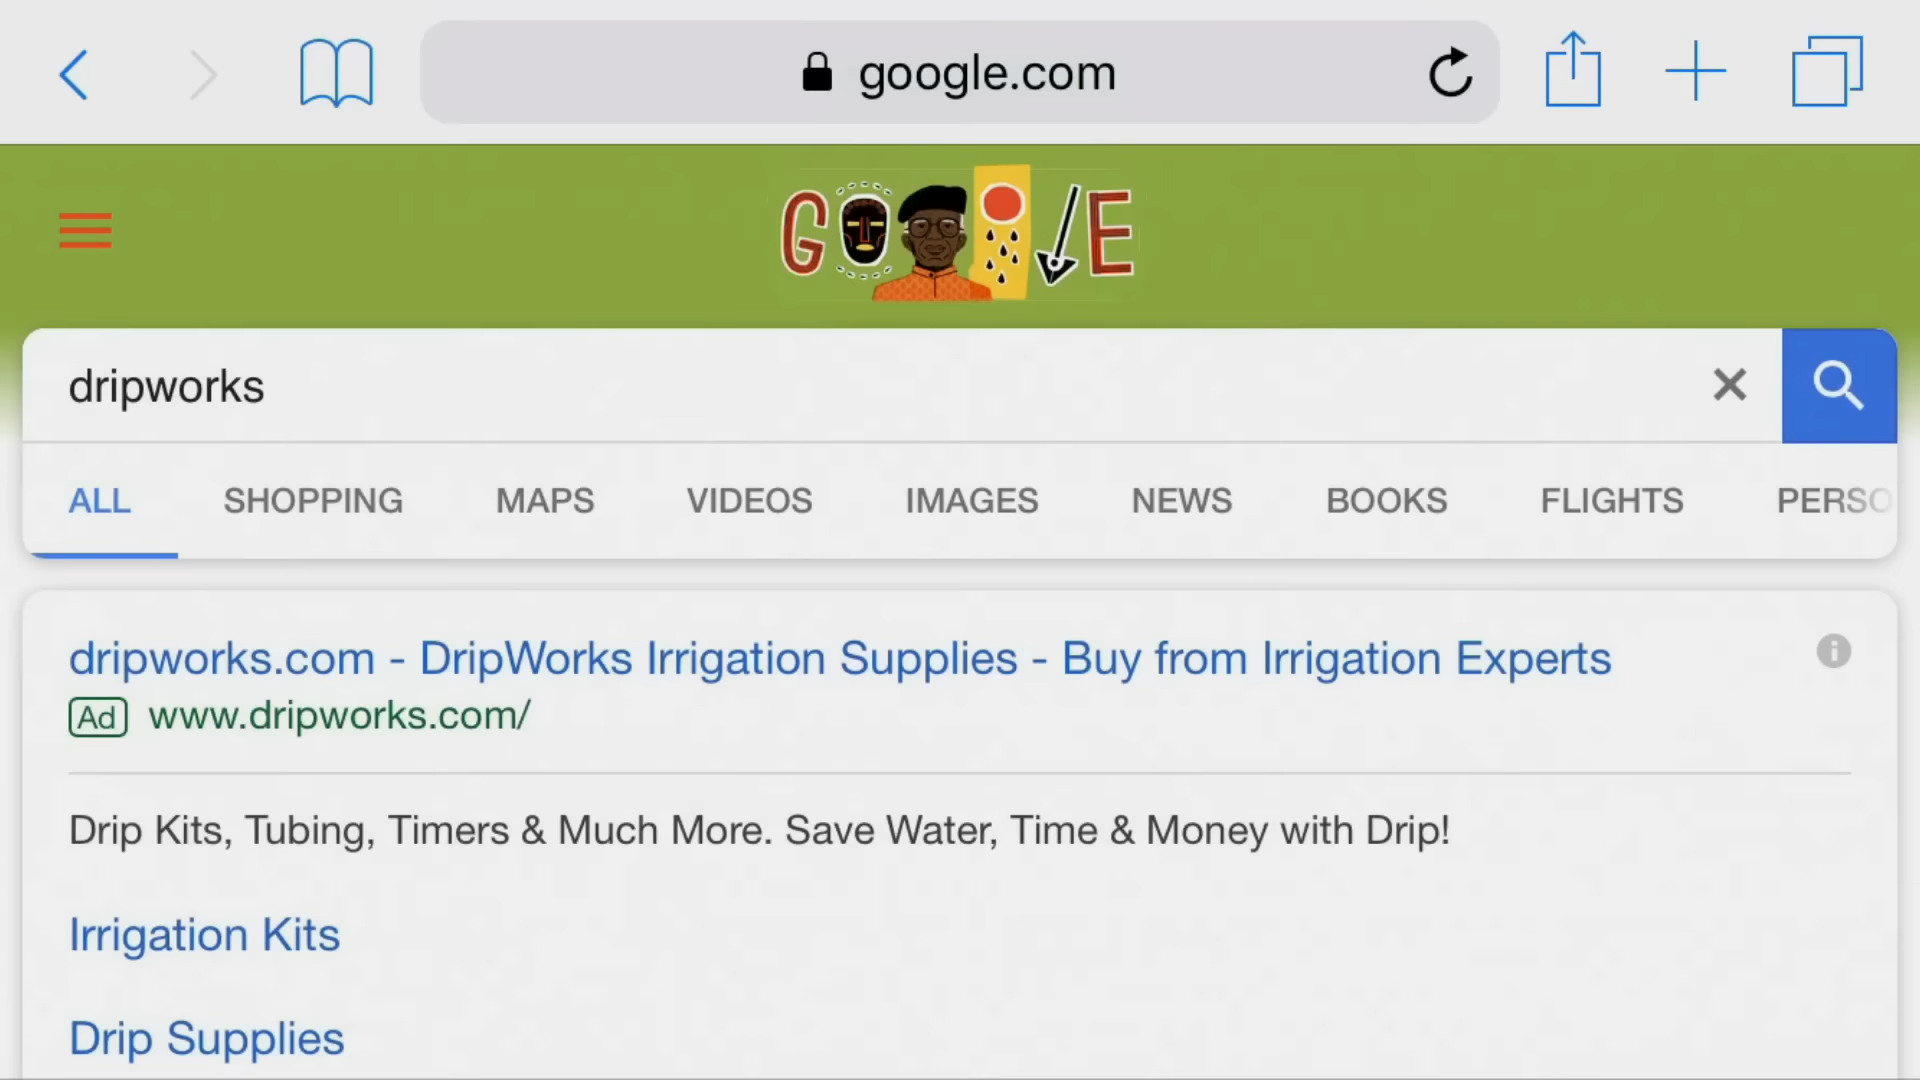 google.com
GOOGLE
dripworks
ALL SHOPPING MAPS VIDEOS IMAGES NEWS BOOKS FLIGHTS PERSO
dripworks.com - DripWorks Irrigation Supplies - Buy from Irrigation Experts
Ad www.dripworks.com/
Drip Kits, Tubing, Timers & Much More. Save Water, Time & Money with Drip!
Irrigation Kits
Drip Supplies